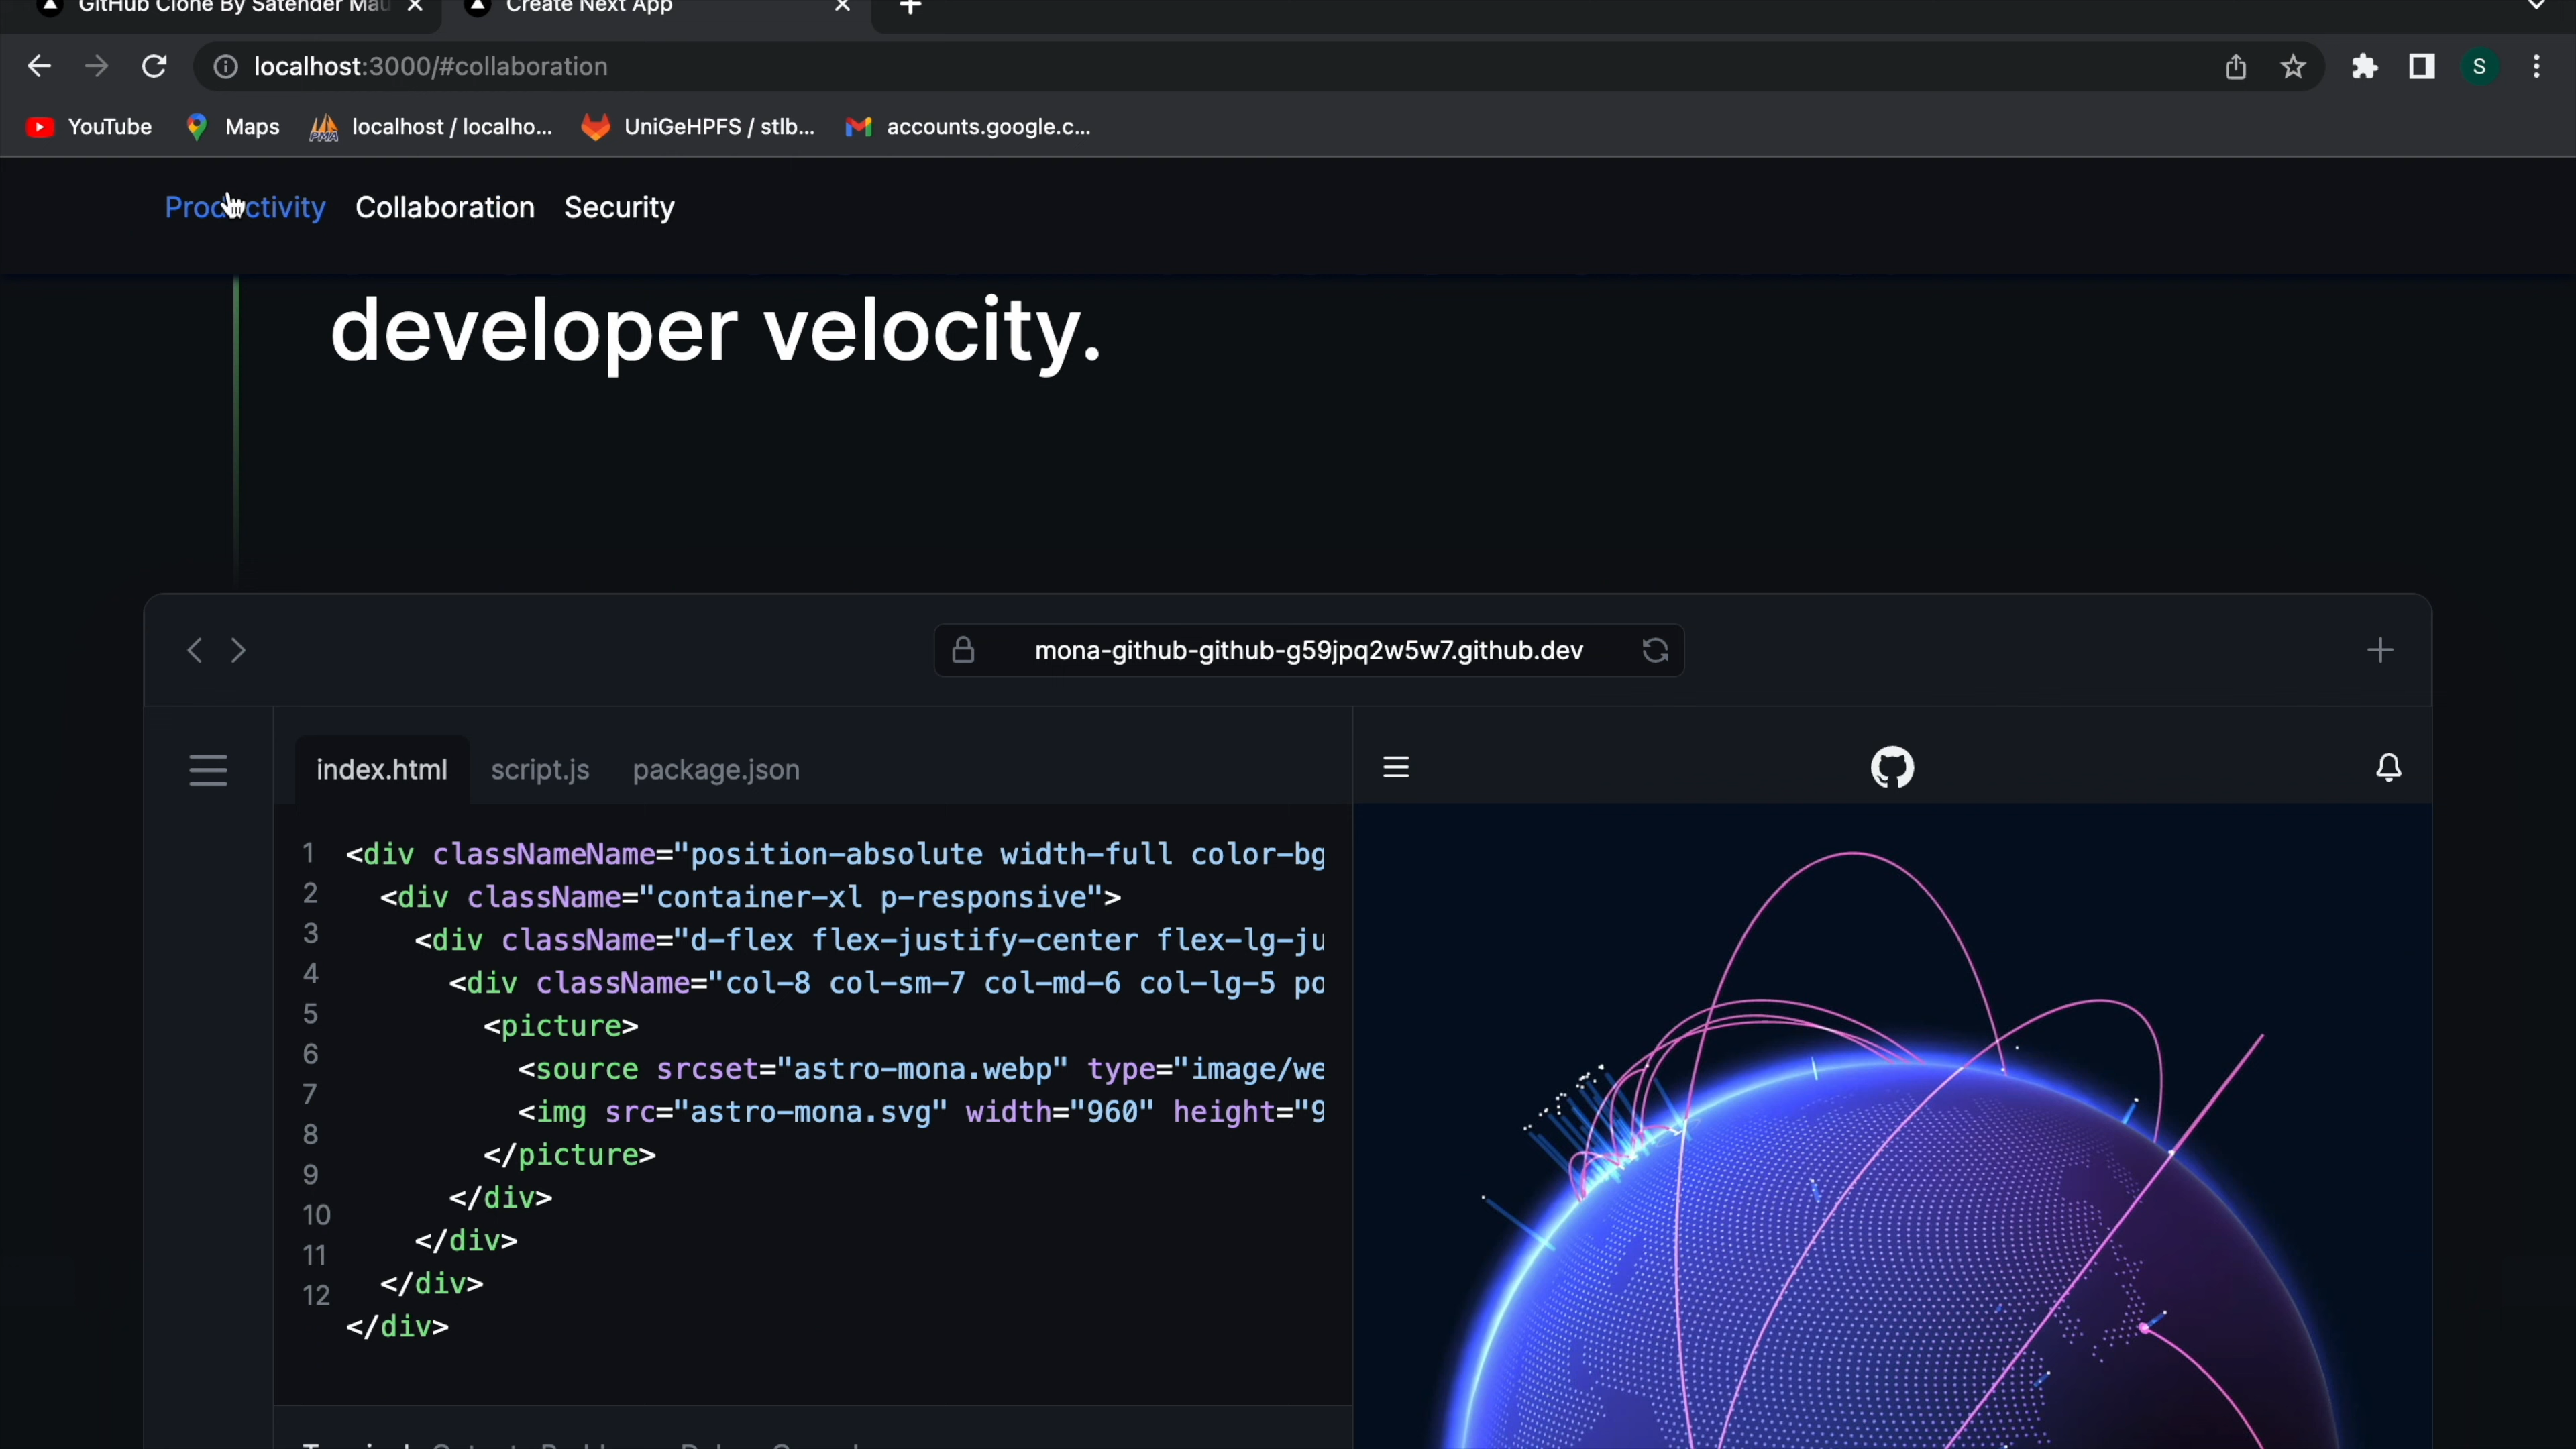 GitHub Clone By Satender Mau
Create Next App
localhost:3000/#collaboration
S
YouTube
Maps
PMA
localhost / localho...
UniGeHPFS / stlb...
accounts.google.c...
Productivity Collaboration Security
developer velocity.
mona-github-github-g59jpq2w5w7.github.dev
index.html script.js package.json
1 <div classNameName="position-absolute width-full color-bg
2 <div className="container-xl p-responsive">
3 <div className="d-flex flex-justify-center flex-lg-ju
4 <div className="col-8 col-sm-7 col-md-6 col-lg-5 po
5 <picture>
6 <source srcset="astro-mona.webp" type="image/we
7 <img src="astro-mona.svg" width="960" height="9
8 </picture>
9 </div>
10 </div>
11 </div>
12 </div>